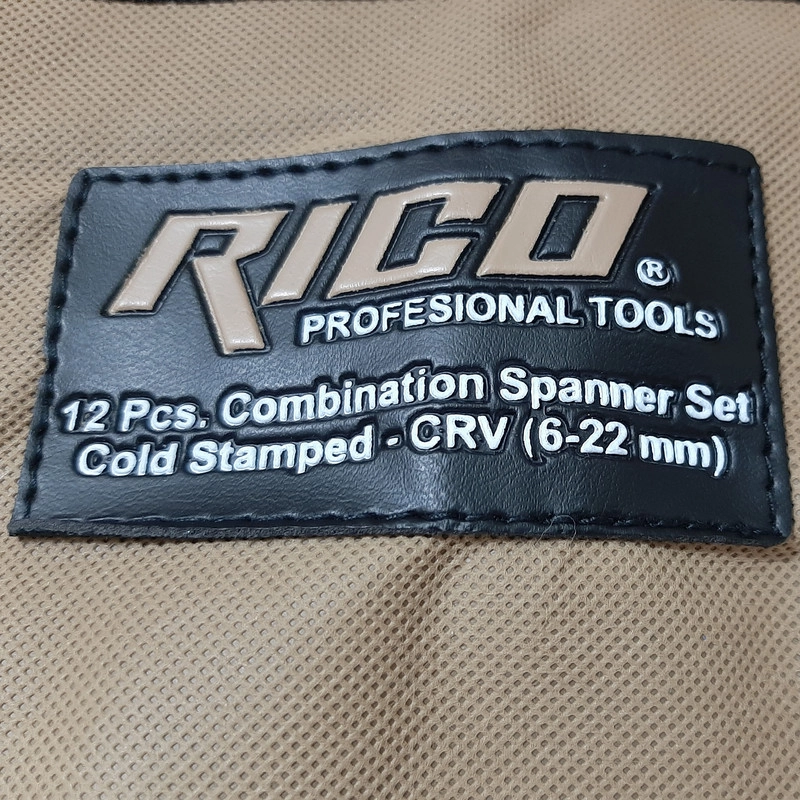 RICO®
PROFESIONAL TOOLS
12 Pcs. Combination Spanner Set
Cold Stamped - CRV (6-22 mm)